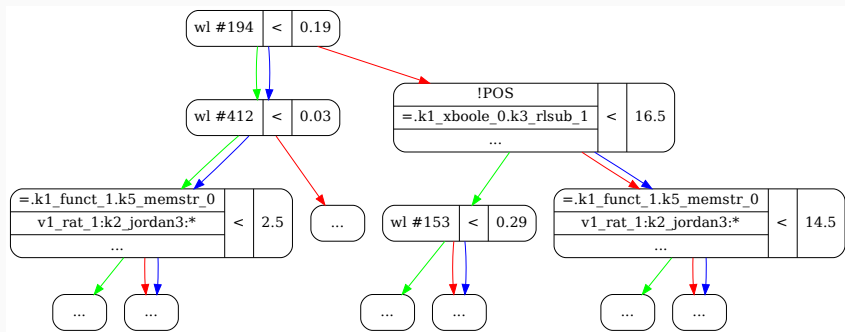 wl #194 < 0.19
wl #412 < 0.03
!POS
=.k1_xboole_0.k3_rlsub_1 < 16.5
...
=.k1_funct_1.k5_memstr_0
v1_rat_1:k2_jordan3:* < 2.5
...
...
wl #153 < 0.29
=.k1_funct_1.k5_memstr_0
v1_rat_1:k2_jordan3:* < 14.5
...
... ... ... ... ... ...